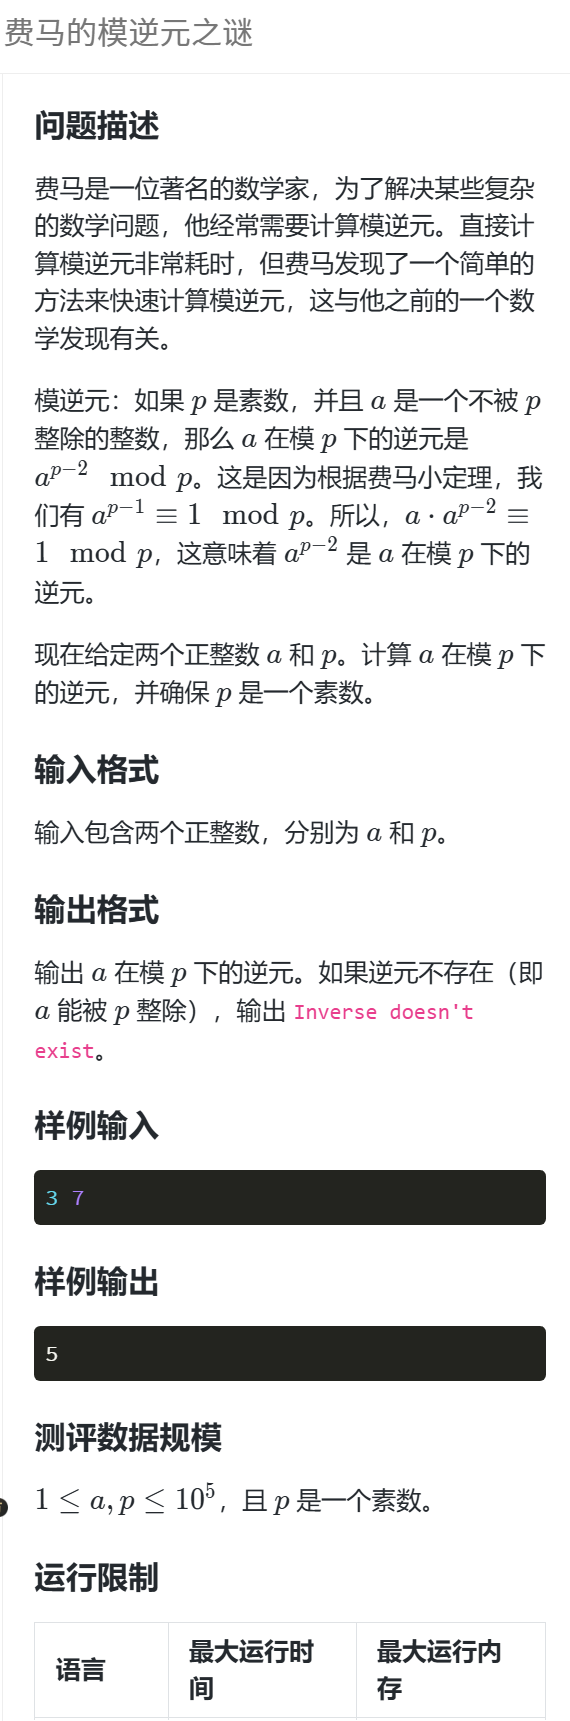 费马的模逆元之谜
问题描述
费马是一位著名的数学家，为了解决某些复杂
的数学问题，他经常需要计算模逆元。直接计
算模逆元非常耗时，但费马发现了一个简单的
方法来快速计算模逆元，这与他之前的一个数
学发现有关。
模逆元：如果 p 是素数，并且 a 是一个不被 p
整除的整数，那么 a 在模 p 下的逆元是
a^{p−2} mod p。这是因为根据费马小定理，我
们有 a^{p−1} ≡ 1 mod p。所以，a · a^{p−2} ≡
1 mod p，这意味着 a^{p−2} 是 a 在模 p 下的
逆元。
现在给定两个正整数 a 和 p。计算 a 在模 p 下
的逆元，并确保 p 是一个素数。
输入格式
输入包含两个正整数，分别为 a 和 p。
输出格式
输出 a 在模 p 下的逆元。如果逆元不存在（即
a 能被 p 整除），输出 Inverse doesn't
exist。
样例输入
3 7
样例输出
5
测评数据规模
1 ≤ a, p ≤ 10^5，且 p 是一个素数。
运行限制
语言 最大运行时间 最大运行内存